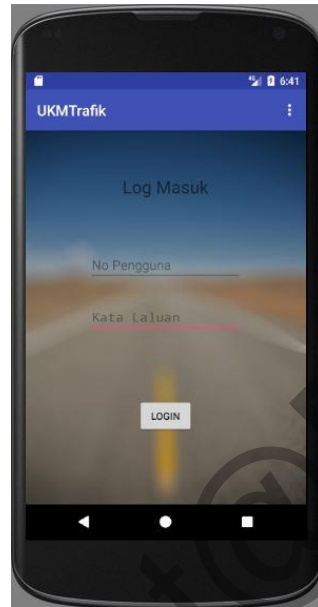 6:41
UKMTrafik
Log Masuk
No Pengguna
Kata Laluan
LOGIN